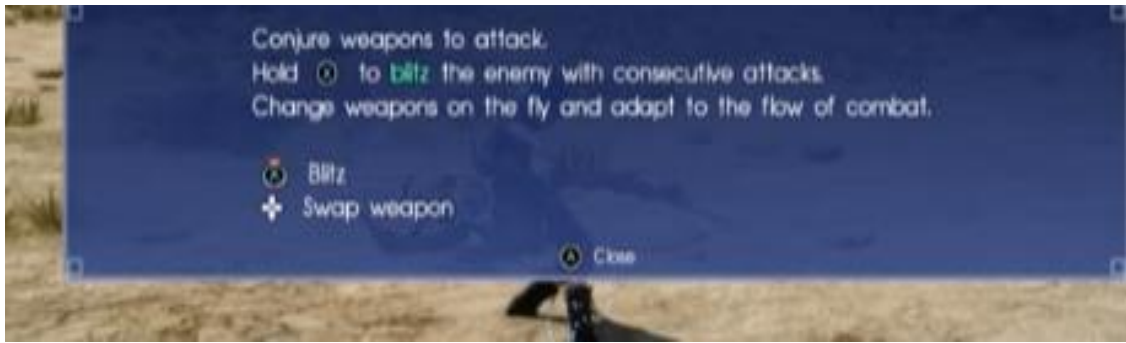 Conjure weapons to attack.
Hold Ⓧ to blitz the enemy with consecutive attacks.
Change weapons on the fly and adapt to the flow of combat.
Blitz
Swap weapon
Ⓐ Close